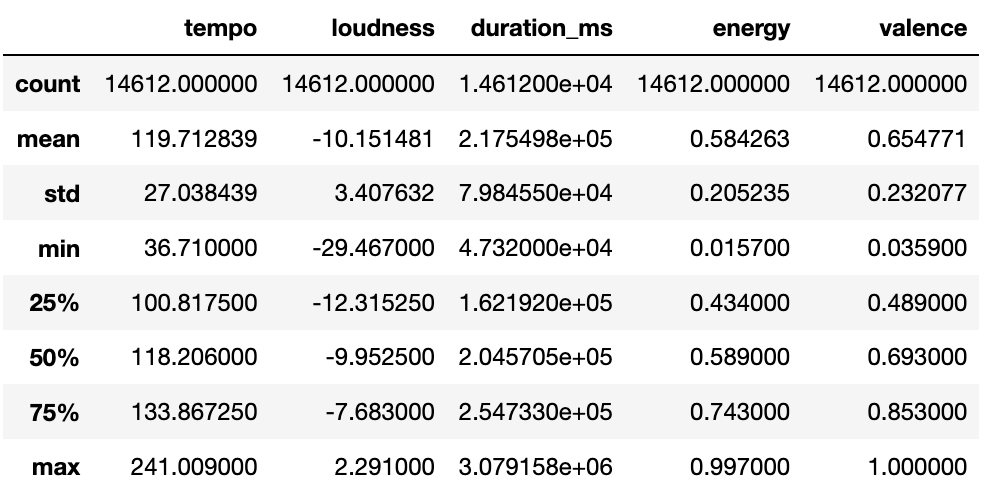 tempo loudness duration_ms energy valence
count 14612.000000 14612.000000 1.461200e+04 14612.000000 14612.000000
mean 119.712839 -10.151481 2.175498e+05 0.584263 0.654771
std 27.038439 3.407632 7.984550e+04 0.205235 0.232077
min 36.710000 -29.467000 4.732000e+04 0.015700 0.035900
25% 100.817500 -12.315250 1.621920e+05 0.434000 0.489000
50% 118.206000 -9.952500 2.045705e+05 0.589000 0.693000
75% 133.867250 -7.683000 2.547330e+05 0.743000 0.853000
max 241.009000 2.291000 3.079158e+06 0.997000 1.000000